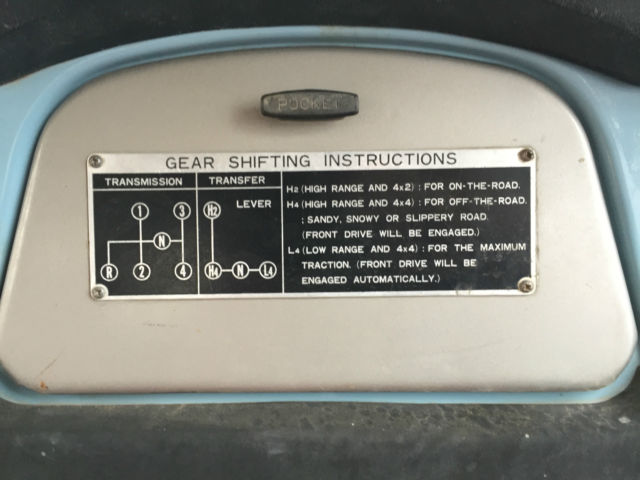 POCKET
GEAR SHIFTING INSTRUCTIONS
TRANSMISSION
1 3
N
R 2 4
TRANSFER
LEVER
H2
H4 N L4
H2 (HIGH RANGE AND 4x2) : FOR ON-THE-ROAD.
H4 (HIGH RANGE AND 4x4) : FOR OFF-THE-ROAD
; SANDY, SNOWY OR SLIPPERY ROAD.
(FRONT DRIVE WILL BE ENGAGED.)
L4 (LOW RANGE AND 4x4) : FOR THE MAXIMUM
TRACTION. (FRONT DRIVE WILL BE
ENGAGED AUTOMATICALLY.)